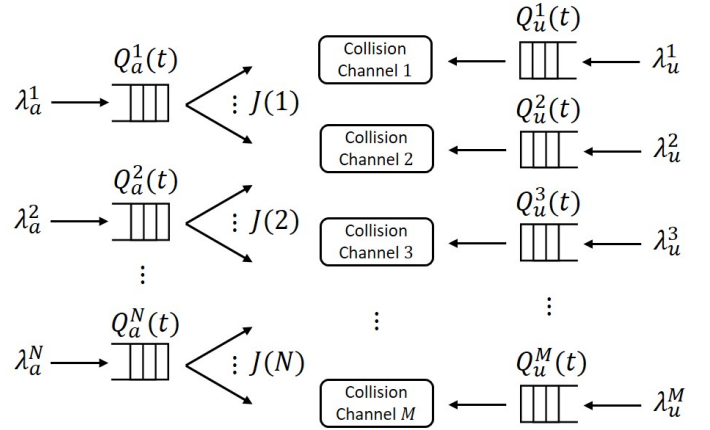 Q_u^1(t)
Q_a^1(t)
Collision
Channel 1
λ_u^1
λ_a^1
⋮ J(1)
Q_u^2(t)
Collision
Channel 2
λ_u^2
Q_a^2(t)
Q_u^3(t)
λ_a^2
⋮ J(2)
Collision
Channel 3
λ_u^3
⋮
⋮
⋮
Q_a^N(t)
λ_a^N
⋮ J(N)
Q_u^M(t)
Collision
Channel M
λ_u^M